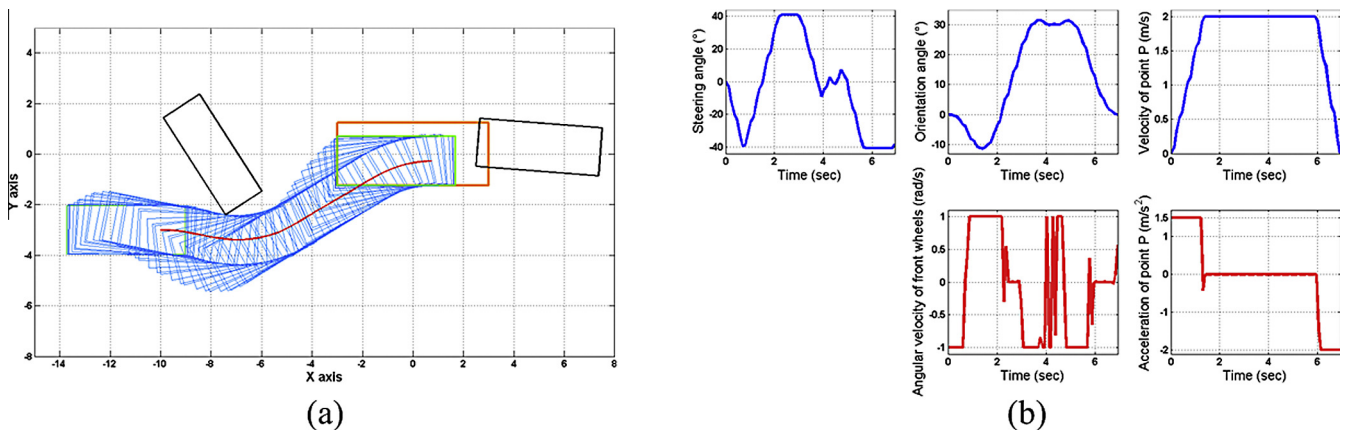 4
2
0
-2
-4
-6
-8
Y axis
-14 -12 -10 -8 -6 -4 -2 0 2 4 6 8
X axis
(a)
Steering angle (°)
40
20
0
-20
-40
0 2 4 6
Time (sec)
Orientation angle (°)
30
20
10
0
-10
0 2 4 6
Time (sec)
Velocity of point P (m/s)
2
1.5
1
0.5
0
0 2 4 6
Time (sec)
Angular velocity of front wheels (rad/s)
1
0.5
0
-0.5
-1
0 2 4 6
Time (sec)
Acceleration of point P (m/s²)
1.5
1
0
-1
-2
0 2 4 6
Time (sec)
(b)